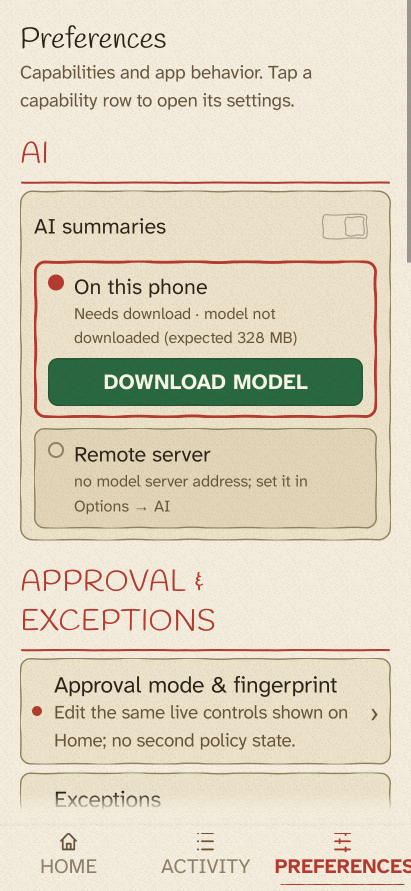 Preferences
Capabilities and app behavior. Tap a
capability row to open its settings.
AI
AI summaries
On this phone
Needs download · model not
downloaded (expected 328 MB)
DOWNLOAD MODEL
Remote server
no model server address; set it in
Options → AI
APPROVAL &
EXCEPTIONS
Approval mode & fingerprint
Edit the same live controls shown on
Home; no second policy state.
Exceptions
HOME
ACTIVITY
PREFERENCES